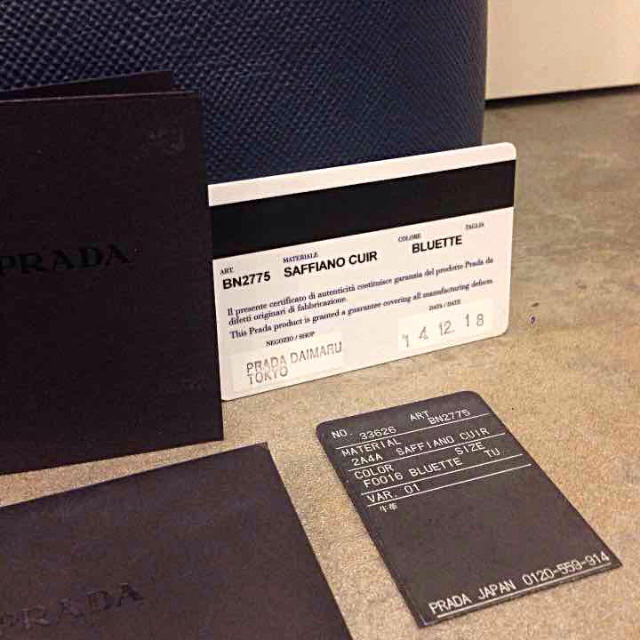 PRADA
ART. MATERIALE COLORE TAGLIA
BN2775 SAFFIANO CUIR BLUETTE
Il presente certificato di autenticità costituisce garanzia del prodotto Prada da
difetti originari di fabbricazione.
This Prada product is granted a guarantee covering all manufacturing defects
NEGOZIO / SHOP DATA / DATE
PRADA DAIMARU
TOKYO
14. 12. 18
NO. 33626 ART BN2775
MATERIAL
2A4A SAFFIANO CUIR
COLOR SIZE
F0016 BLUETTE TU
VAR. 01
牛革
PRADA JAPAN 0120-559-914
PRADA